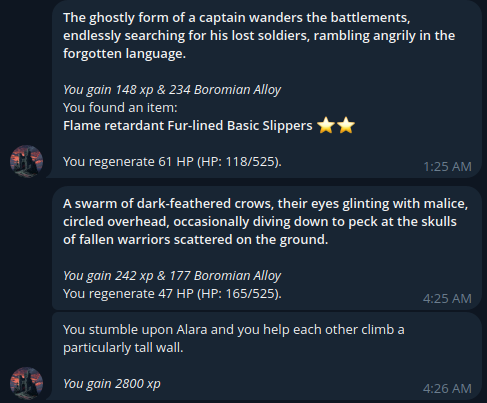 The ghostly form of a captain wanders the battlements,
endlessly searching for his lost soldiers, rambling angrily in the
forgotten language.
You gain 148 xp & 234 Boromian Alloy
You found an item:
Flame retardant Fur-lined Basic Slippers ⭐⭐
You regenerate 61 HP (HP: 118/525).
1:25 AM
A swarm of dark-feathered crows, their eyes glinting with malice,
circled overhead, occasionally diving down to peck at the skulls
of fallen warriors scattered on the ground.
You gain 242 xp & 177 Boromian Alloy
You regenerate 47 HP (HP: 165/525).
4:25 AM
You stumble upon Alara and you help each other climb a
particularly tall wall.
You gain 2800 xp
4:26 AM